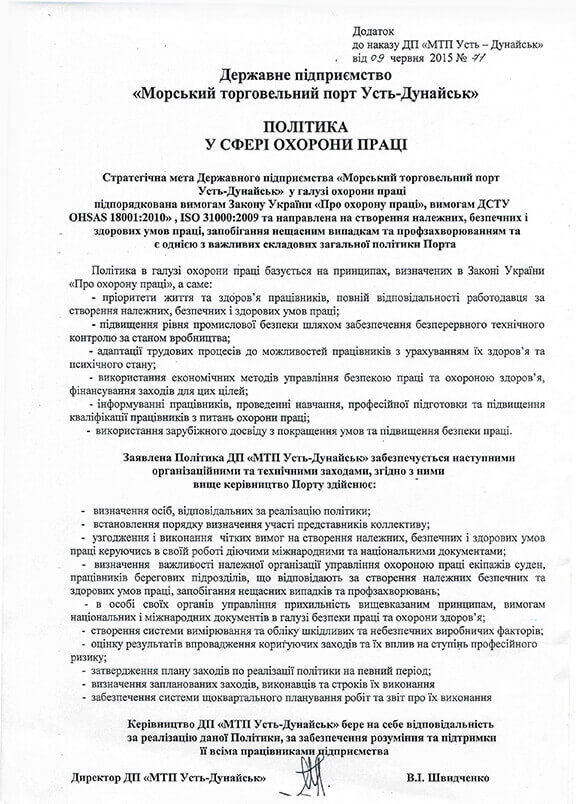 Додаток
до наказу ДП «МТП Усть – Дунайськ»
від 09 червня 2015 № 71
Державне підприємство
«Морський торговельний порт Усть-Дунайськ»
ПОЛІТИКА
У СФЕРІ ОХОРОНИ ПРАЦІ
Стратегічна мета Державного підприємства «Морський торговельний порт
Усть-Дунайськ» у галузі охорони праці
підпорядкована вимогам Закону України «Про охорону праці», вимогам ДСТУ
OHSAS 18001:2010» , ISO 31000:2009 та направлена на створення належних, безпечних і
здорових умов праці, запобігання нещасним випадкам та профзахворюванням та
є однією з важливих складових загальної політики Порта
Політика в галузі охорони праці базується на принципах, визначених в Законі України
«Про охорону праці», а саме:
- пріоритети життя та здоров'я працівників, повній відповідальності роботодавця за
створення належних, безпечних і здорових умов праці;
- підвищення рівня промислової безпеки шляхом забезпечення безперервного технічного
контролю за станом вробництва;
- адаптації трудових процесів до можливостей працівників з урахуванням їх здоров'я та
психічного стану;
- використання економічних методів управління безпекою праці та охороною здоров'я,
фінансування заходів для цих цілей;
- інформуванні працівників, проведенні навчання, професійної підготовки та підвищення
кваліфікації працівників з питань охорони праці;
- використання зарубіжного досвіду з покращення умов та підвищення безпеки праці.
Заявлена Політика ДП «МТП Усть-Дунайськ» забезпечується наступними
організаційними та технічними заходами, згідно з ними
вище керівництво Порту здійснює:
- визначення осіб, відповідальних за реалізацію політики;
- встановлення порядку визначення участі представників коллективу;
- узгодження і виконання чітких вимог на створення належних, безпечних і здорових умов
праці керуючись в своїй роботі діючими міжнародними та національними документами;
- визначення важливості належної організації управління охороною праці екіпажів суден,
працівників берегових підрозділів, що відповідають за створення належних безпечних та
здорових умов праці, запобігання нещасних випадків та профзахворювань;
- в особі своїх органів управління прихильність вищевказаним принципам, вимогам
національних і міжнародних документів в галузі безпеки праці та охорони здоров'я;
- створення системи вимірювання та обліку шкідливих та небезпечних виробничих факторів;
- оцінку результатів впровадження коригуючих заходів та їх вплив на ступінь професійного
ризику;
- затвердження плану заходів по реалізації політики на певний період;
- визначення запланованих заходів, виконавців та строків їх виконання
- забезпечення системи щоквартального планування робіт та звіт про їх виконання
Керівництво ДП «МТП Усть-Дунайськ» бере на себе відповідальність
за реалізацію даної Політики, за забезпечення розуміння та підтримки
її всіма працівниками підприємства
Директор ДП «МТП Усть-Дунайськ» В.І. Швидченко